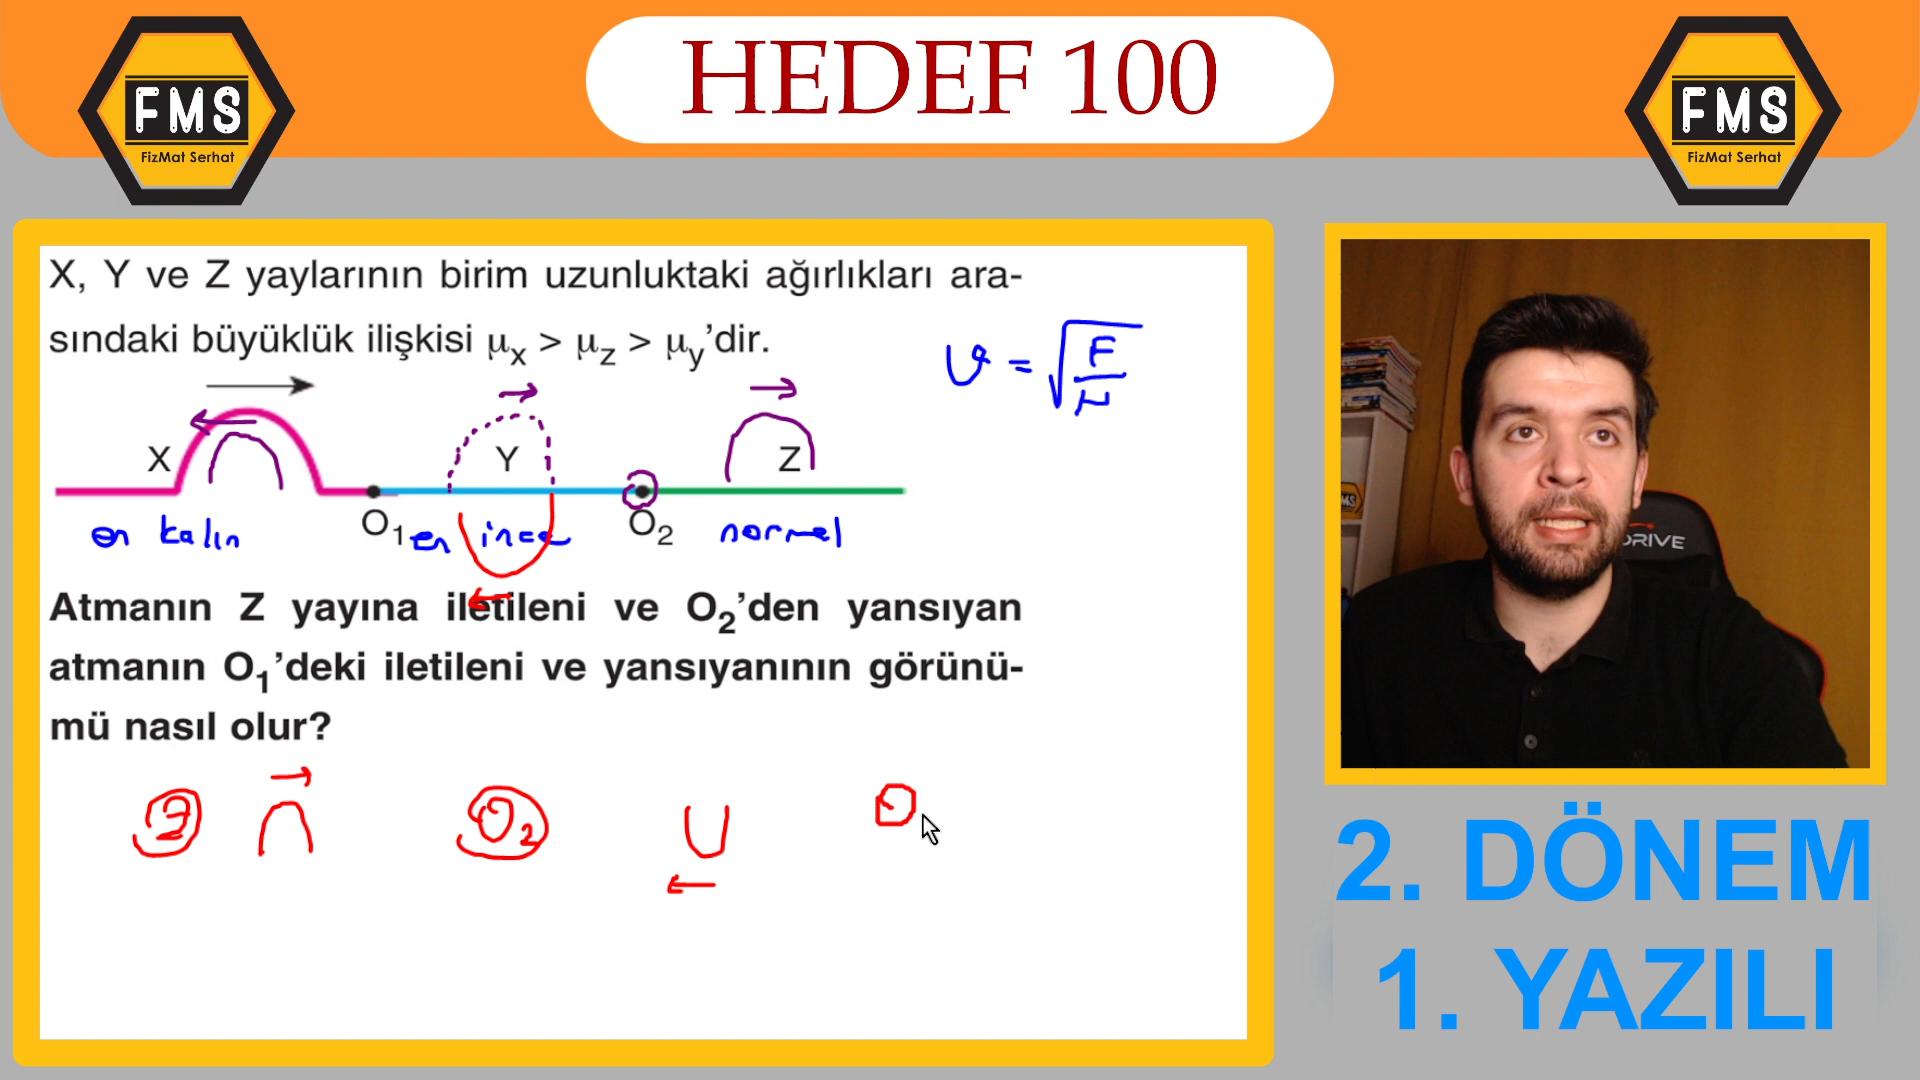 HEDEF 100
FMS
FizMat Serhat
FMS
FizMat Serhat
X, Y ve Z yaylarının birim uzunluktaki ağırlıkları ara-
sındaki büyüklük ilişkisi μx > μz > μy'dir.
υ = √F/μ
X Y Z
O1 O2
en kalın en ince normal
Atmanın Z yayına iletileni ve O2'den yansıyan
atmanın O1'deki iletileni ve yansıyanının görünü-
mü nasıl olur?
Z O2 O
DRIVE
2. DÖNEM
1. YAZILI